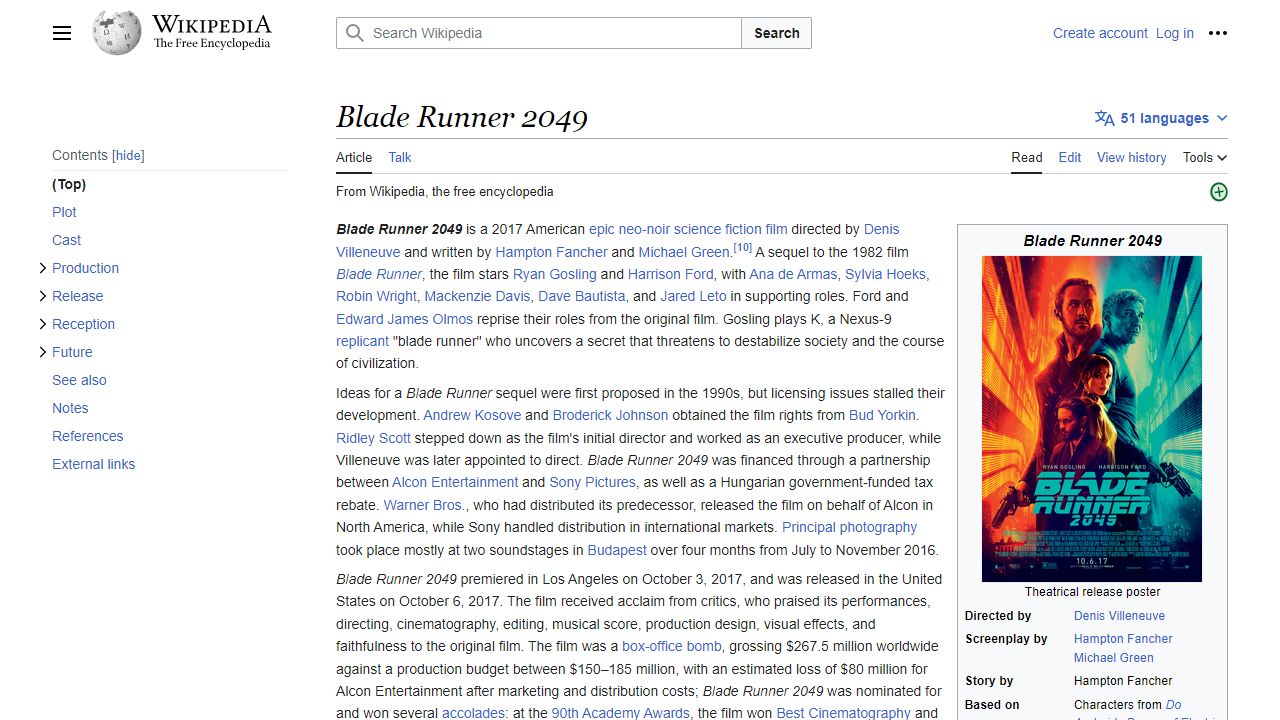 WIKIPEDIA
The Free Encyclopedia
Search Wikipedia
Search
Create account Log in
Blade Runner 2049
51 languages
Article Talk
Read Edit View history Tools
From Wikipedia, the free encyclopedia
Contents [hide]
(Top)
Plot
Cast
Production
Release
Reception
Future
See also
Notes
References
External links
Blade Runner 2049 is a 2017 American epic neo-noir science fiction film directed by Denis
Villeneuve and written by Hampton Fancher and Michael Green.[10] A sequel to the 1982 film
Blade Runner, the film stars Ryan Gosling and Harrison Ford, with Ana de Armas, Sylvia Hoeks,
Robin Wright, Mackenzie Davis, Dave Bautista, and Jared Leto in supporting roles. Ford and
Edward James Olmos reprise their roles from the original film. Gosling plays K, a Nexus-9
replicant "blade runner" who uncovers a secret that threatens to destabilize society and the course
of civilization.
Ideas for a Blade Runner sequel were first proposed in the 1990s, but licensing issues stalled their
development. Andrew Kosove and Broderick Johnson obtained the film rights from Bud Yorkin.
Ridley Scott stepped down as the film's initial director and worked as an executive producer, while
Villeneuve was later appointed to direct. Blade Runner 2049 was financed through a partnership
between Alcon Entertainment and Sony Pictures, as well as a Hungarian government-funded tax
rebate. Warner Bros., who had distributed its predecessor, released the film on behalf of Alcon in
North America, while Sony handled distribution in international markets. Principal photography
took place mostly at two soundstages in Budapest over four months from July to November 2016.
Blade Runner 2049 premiered in Los Angeles on October 3, 2017, and was released in the United
States on October 6, 2017. The film received acclaim from critics, who praised its performances,
directing, cinematography, editing, musical score, production design, visual effects, and
faithfulness to the original film. The film was a box-office bomb, grossing $267.5 million worldwide
against a production budget between $150–185 million, with an estimated loss of $80 million for
Alcon Entertainment after marketing and distribution costs; Blade Runner 2049 was nominated for
and won several accolades: at the 90th Academy Awards, the film won Best Cinematography and
Blade Runner 2049
RYAN GOSLING HARRISON FORD
BLADE
RUNNER
2049
10.6.17
Theatrical release poster
Directed by Denis Villeneuve
Screenplay by Hampton Fancher
Michael Green
Story by Hampton Fancher
Based on Characters from Do